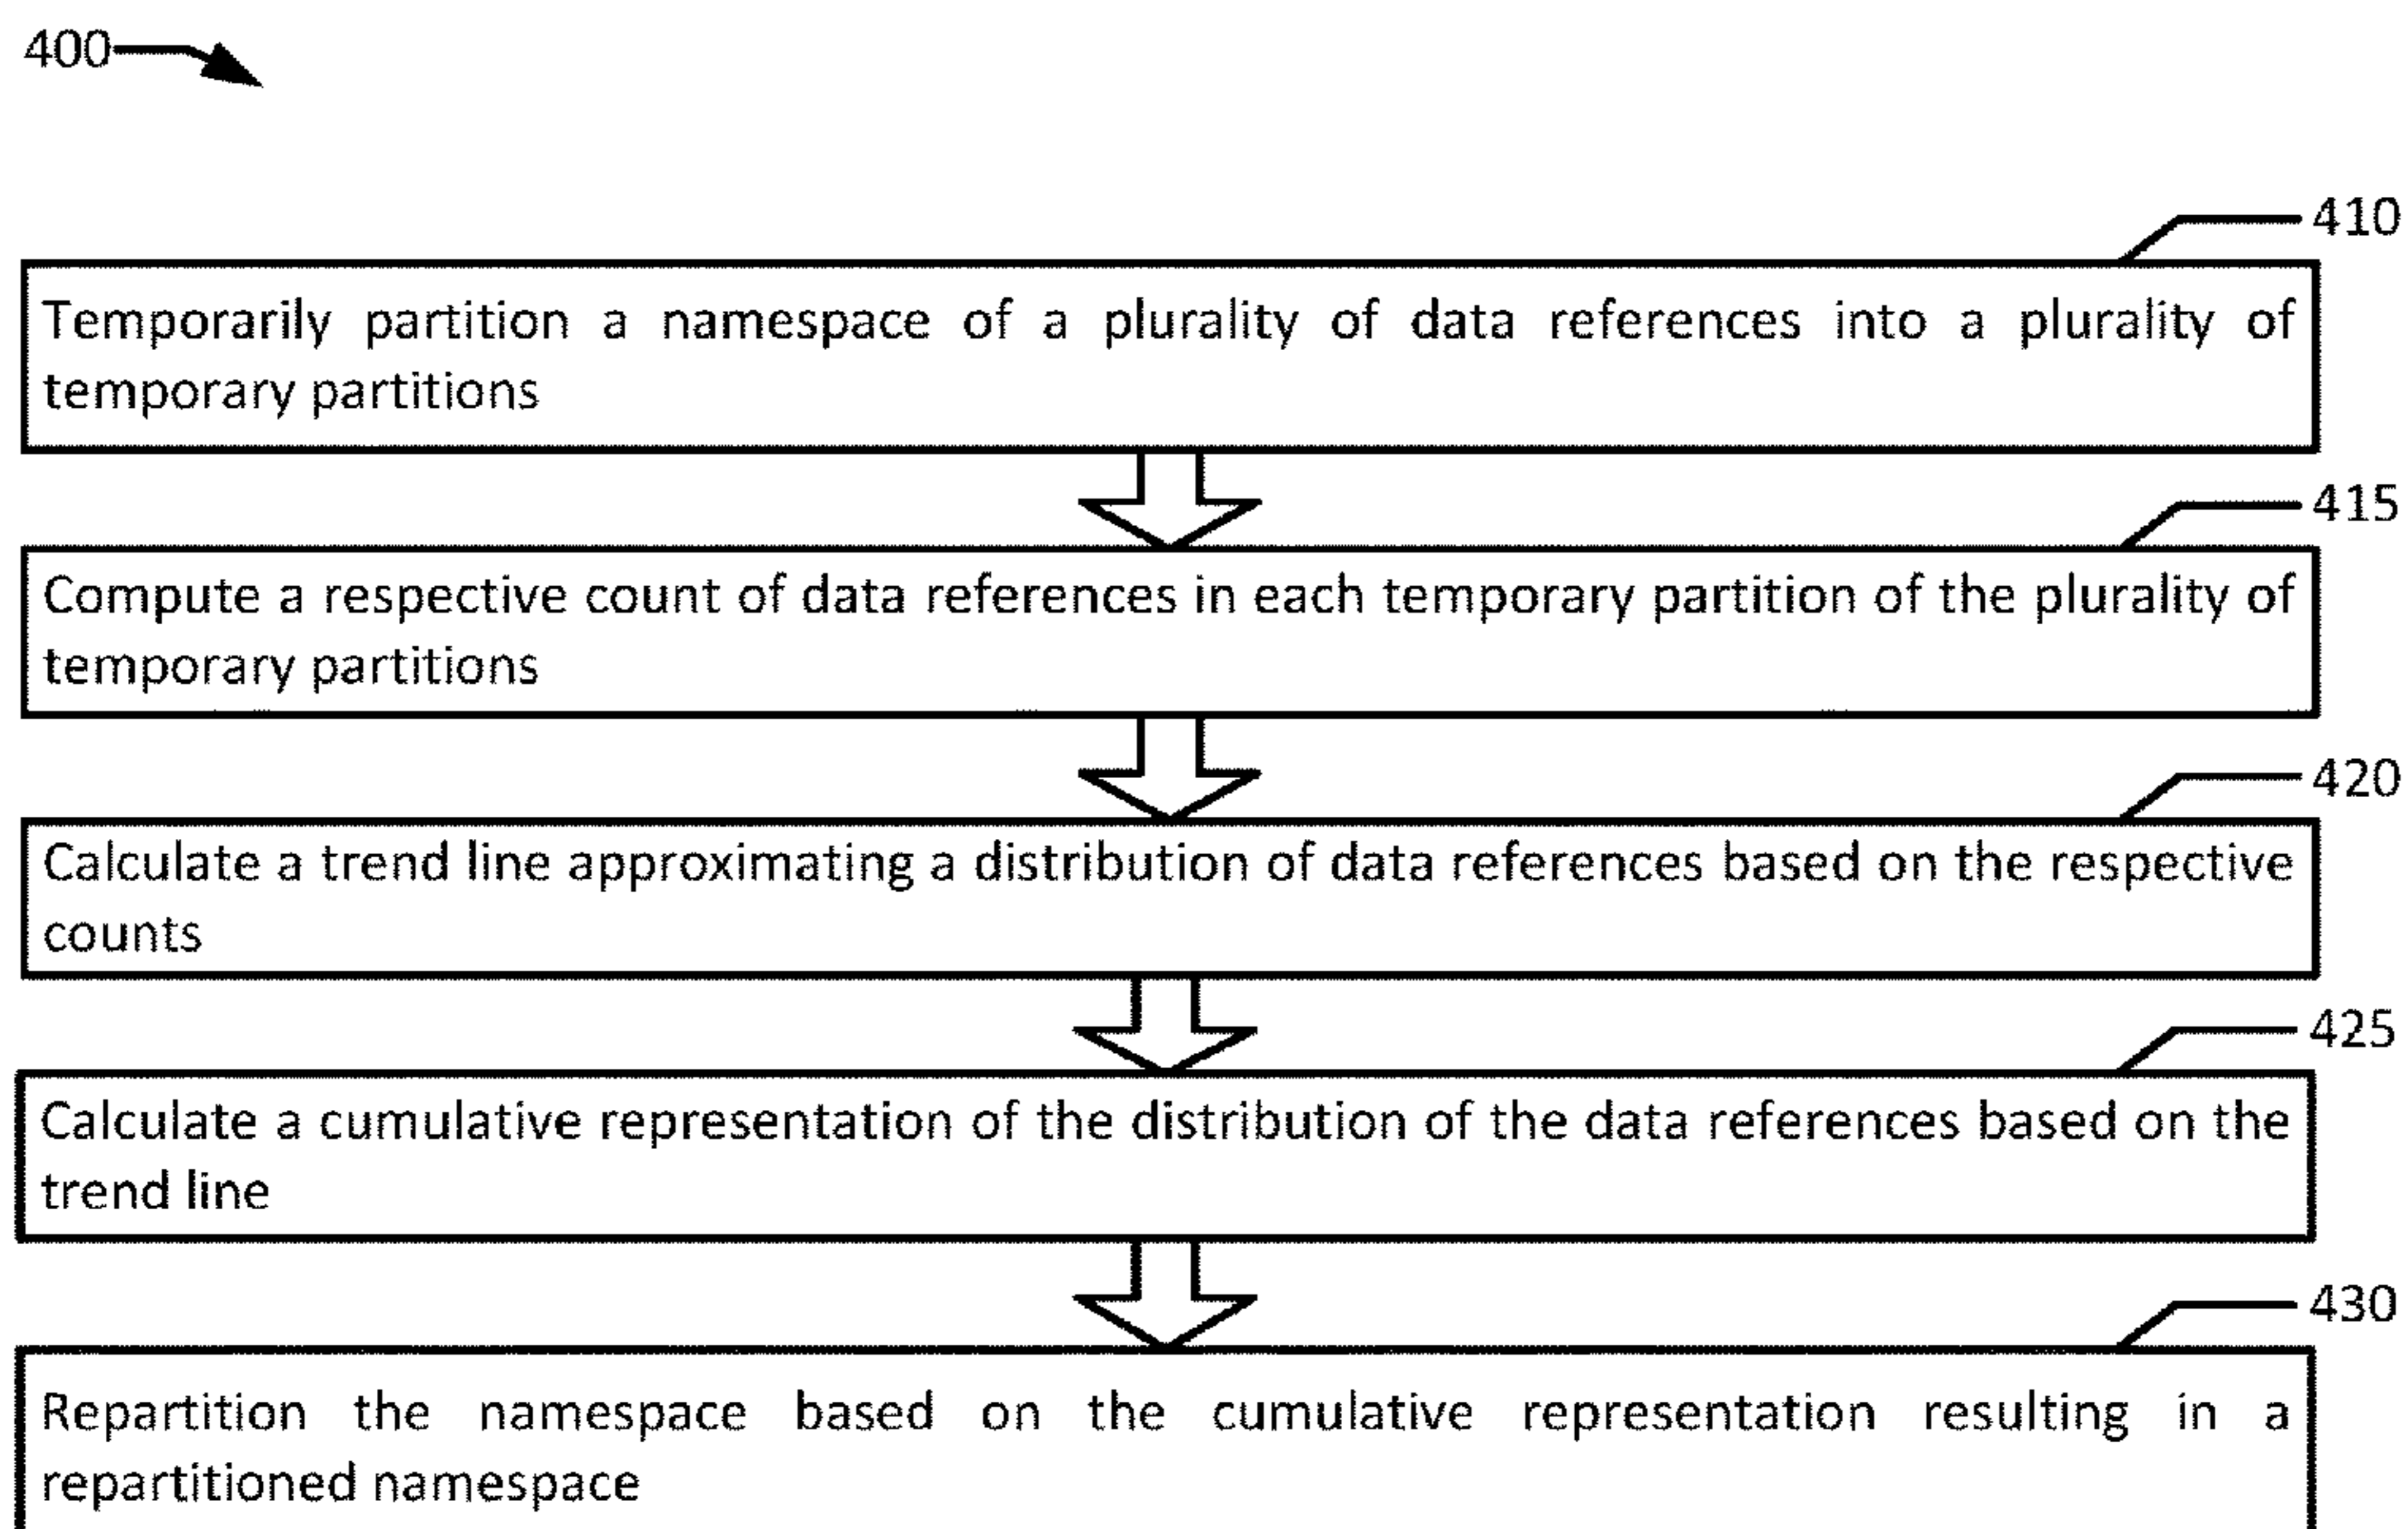 400
410
Temporarily partition a namespace of a plurality of data references into a plurality of
temporary partitions
415
Compute a respective count of data references in each temporary partition of the plurality of
temporary partitions
420
Calculate a trend line approximating a distribution of data references based on the respective
counts
425
Calculate a cumulative representation of the distribution of the data references based on the
trend line
430
Repartition the namespace based on the cumulative representation resulting in a
repartitioned namespace